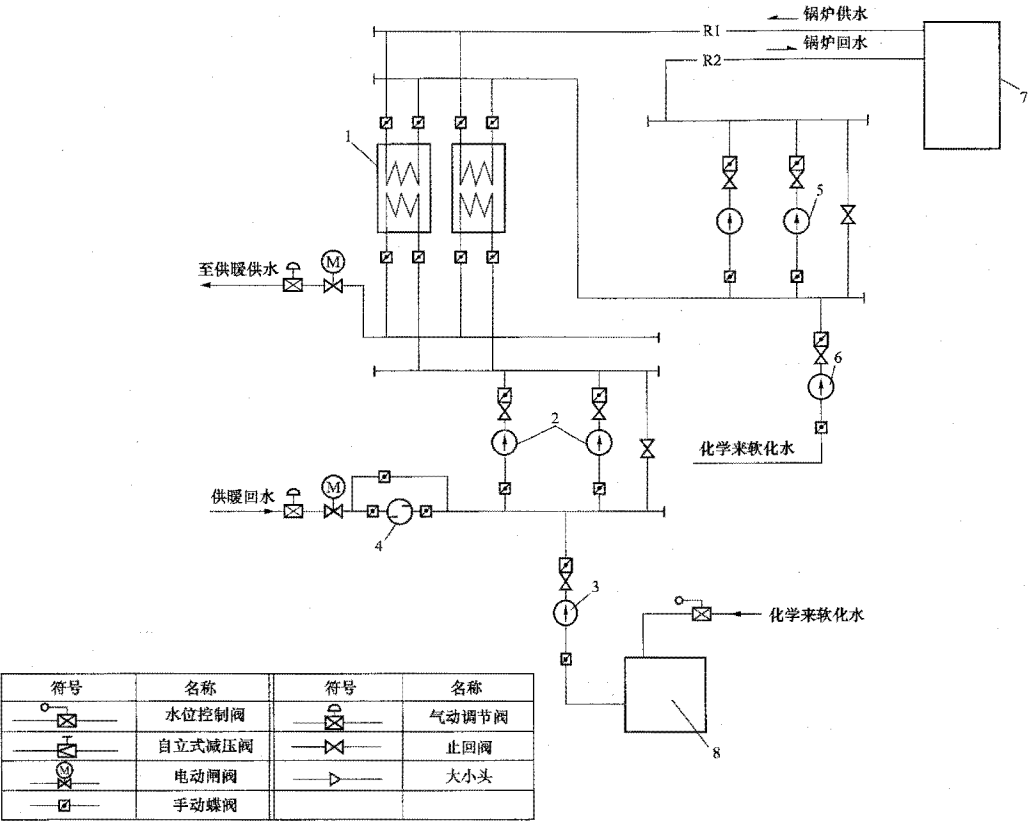 锅炉供水
R1
锅炉回水
R2
7
1
5
至供暖供水
M
6
2
化学来软化水
供暖回水
M
4
3
化学来软化水
8
符号 名称 符号 名称
水位控制阀 气动调节阀
自立式减压阀 止回阀
M 电动闸阀 大小头
手动蝶阀